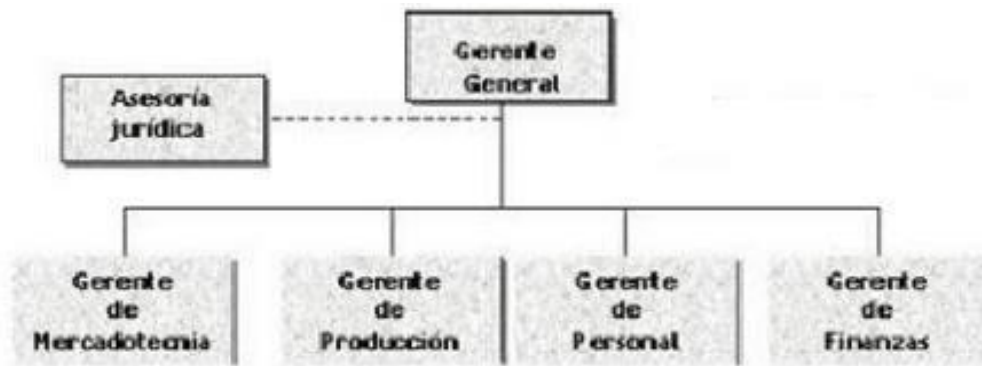 Gerente
General
Asesoría
jurídica
Gerente
de
Mercadotecnia
Gerente
de
Producción
Gerente
de
Personal
Gerente
de
Finanzas